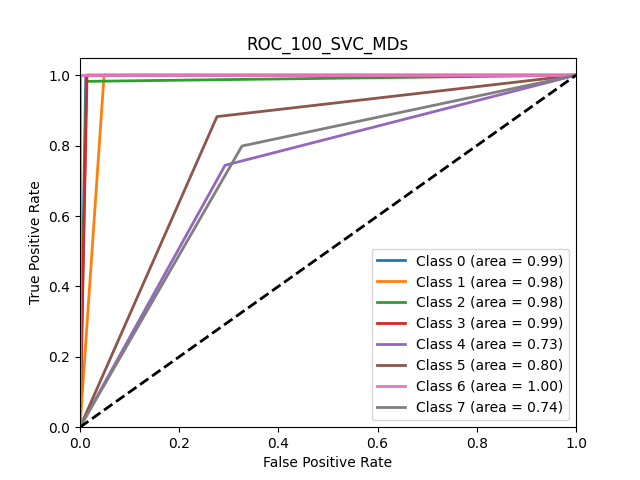 ROC_100_SVC_MDs
True Positive Rate
1.0
0.8
0.6
0.4
0.2
0.0
0.0 0.2 0.4 0.6 0.8 1.0
False Positive Rate
Class 0 (area = 0.99)
Class 1 (area = 0.98)
Class 2 (area = 0.98)
Class 3 (area = 0.99)
Class 4 (area = 0.73)
Class 5 (area = 0.80)
Class 6 (area = 1.00)
Class 7 (area = 0.74)